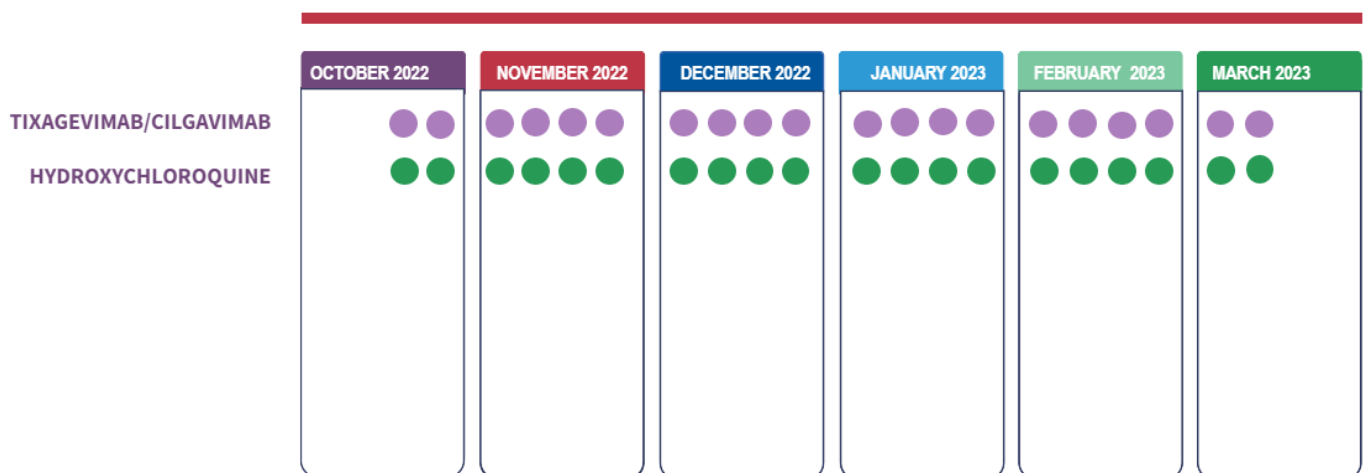 OCTOBER 2022 NOVEMBER 2022 DECEMBER 2022 JANUARY 2023 FEBRUARY 2023 MARCH 2023
TIXAGEVIMAB/CILGAVIMAB
HYDROXYCHLOROQUINE